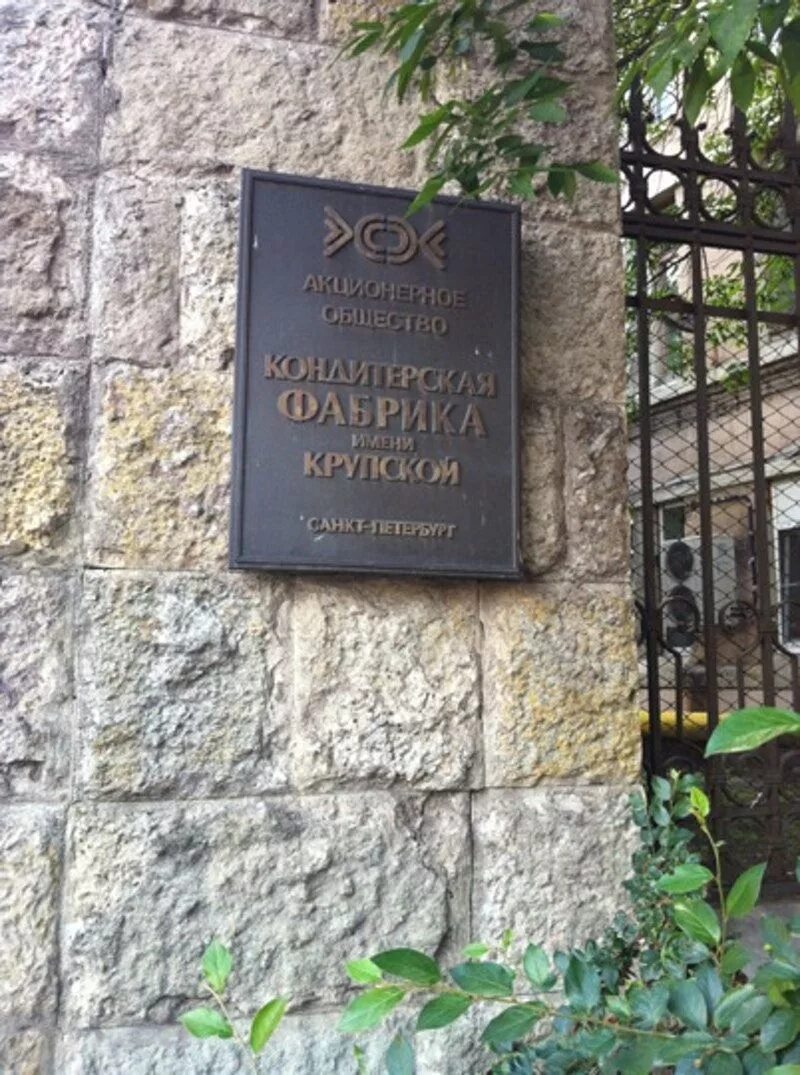 АКЦИОНЕРНОЕ
ОБЩЕСТВО
КОНДИТЕРСКАЯ
ФАБРИКА
ИМЕНИ
КРУПСКОЙ
САНКТ-ПЕТЕРБУРГ